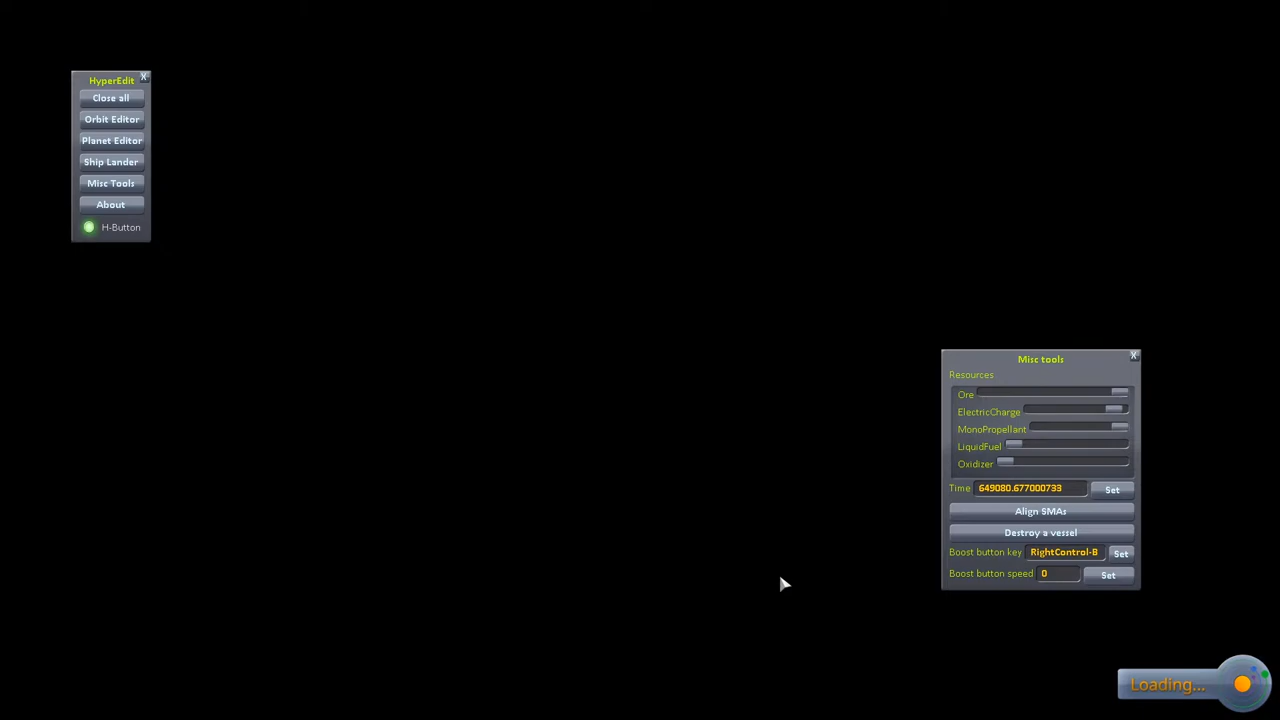 HyperEdit X
Close all
Orbit Editor
Planet Editor
Ship Lander
Misc Tools
About
H-Button
Misc tools X
Resources
Ore
ElectricCharge
MonoPropellant
LiquidFuel
Oxidizer
Time 649080.677000733 Set
Align SMAs
Destroy a vessel
Boost button key RightControl-B Set
Boost button speed 0 Set
Loading...